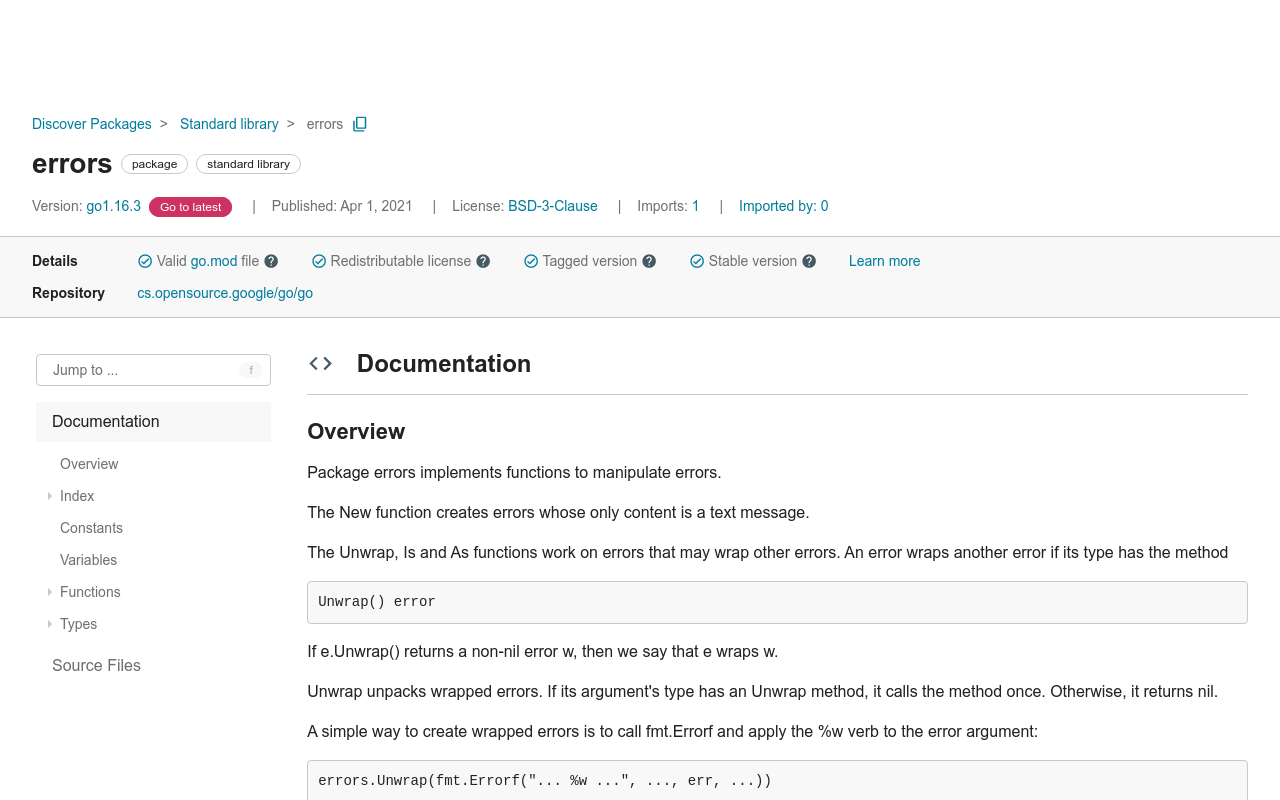 Discover Packages > Standard library > errors
errors package standard library
Version: go1.16.3 Go to latest | Published: Apr 1, 2021 | License: BSD-3-Clause | Imports: 1 | Imported by: 0
Details Valid go.mod file ? Redistributable license ? Tagged version ? Stable version ? Learn more
Repository cs.opensource.google/go/go
Jump to ... f
Documentation
Overview
Index
Constants
Variables
Functions
Types
Source Files
<> Documentation
Overview
Package errors implements functions to manipulate errors.
The New function creates errors whose only content is a text message.
The Unwrap, Is and As functions work on errors that may wrap other errors. An error wraps another error if its type has the method
Unwrap() error
If e.Unwrap() returns a non-nil error w, then we say that e wraps w.
Unwrap unpacks wrapped errors. If its argument's type has an Unwrap method, it calls the method once. Otherwise, it returns nil.
A simple way to create wrapped errors is to call fmt.Errorf and apply the %w verb to the error argument:
errors.Unwrap(fmt.Errorf("... %w ...", ..., err, ...))